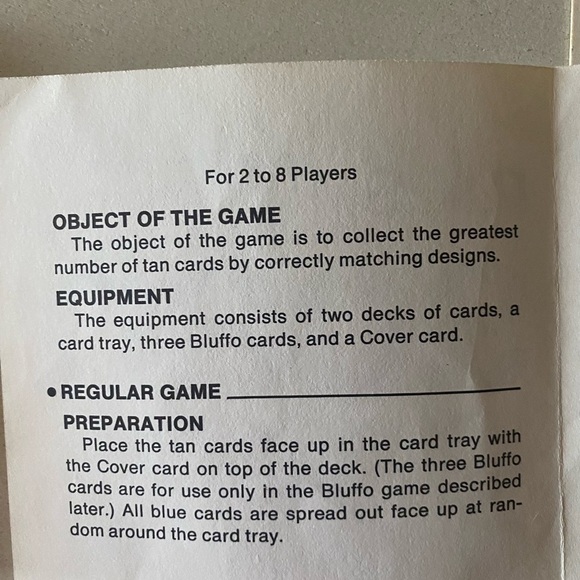 For 2 to 8 Players
OBJECT OF THE GAME
The object of the game is to collect the greatest
number of tan cards by correctly matching designs.
EQUIPMENT
The equipment consists of two decks of cards, a
card tray, three Bluffo cards, and a Cover card.
• REGULAR GAME
PREPARATION
Place the tan cards face up in the card tray with
the Cover card on top of the deck. (The three Bluffo
cards are for use only in the Bluffo game described
later.) All blue cards are spread out face up at ran-
dom around the card tray.